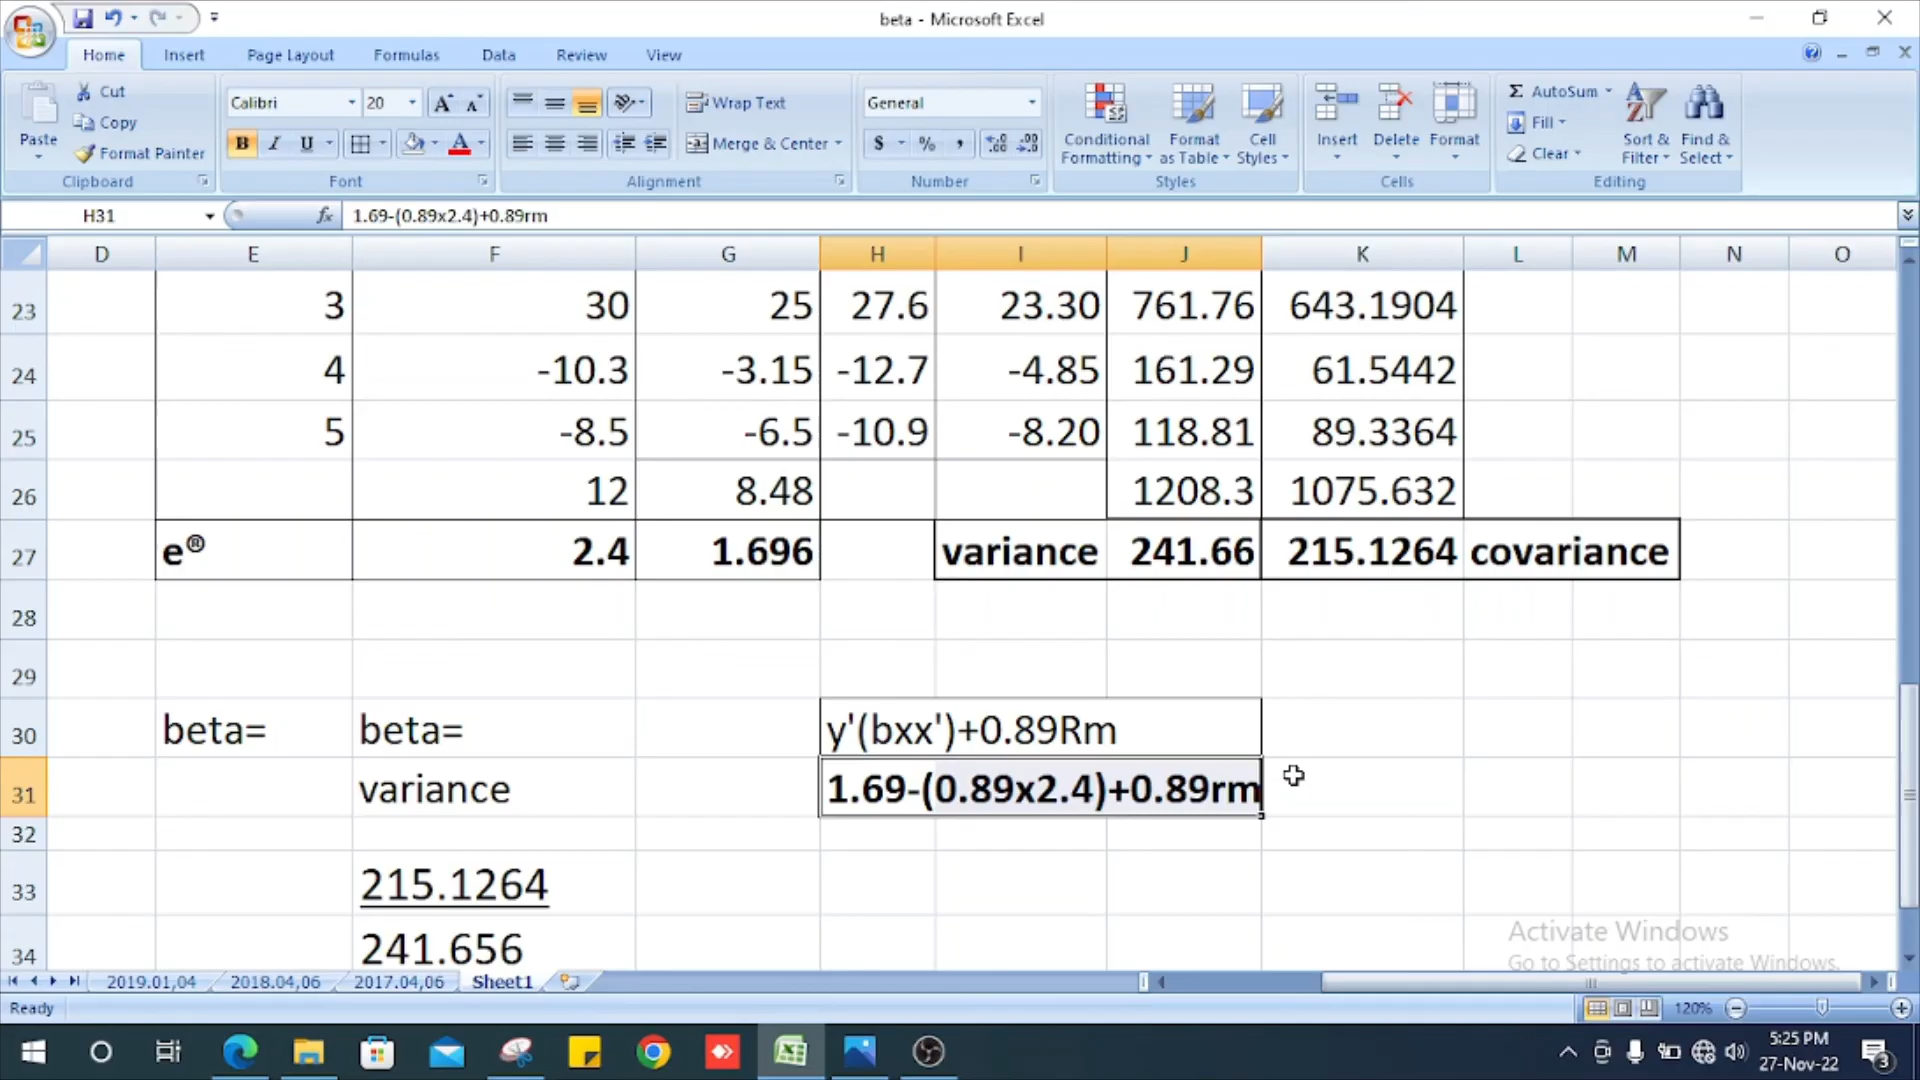 beta - Microsoft Excel
Home Insert Page Layout Formulas Data Review View
Paste
Cut
Copy
Format Painter
Clipboard
Calibri 20
B I U
Font
Wrap Text
Merge & Center
Alignment
General
$ % ,
Number
Conditional Formatting
Format as Table
Cell Styles
Styles
Insert Delete Format
Cells
Σ AutoSum
Fill
Clear
Sort & Filter
Find & Select
Editing
H31 fx 1.69-(0.89x2.4)+0.89rm
D E F G H I J K L M N O
23 3 30 25 27.6 23.30 761.76 643.1904
24 4 -10.3 -3.15 -12.7 -4.85 161.29 61.5442
25 5 -8.5 -6.5 -10.9 -8.20 118.81 89.3364
26 12 8.48 1208.3 1075.632
27 e® 2.4 1.696 variance 241.66 215.1264 covariance
28
29
30 beta= beta= y'(bxx')+0.89Rm
31 variance 1.69-(0.89x2.4)+0.89rm
32
33 215.1264
34 241.656
Activate Windows
Go to Settings to activate Windows.
2019.01,04 2018.04,06 2017.04,06 Sheet1
Ready 120%
5:25 PM
27-Nov-22
3